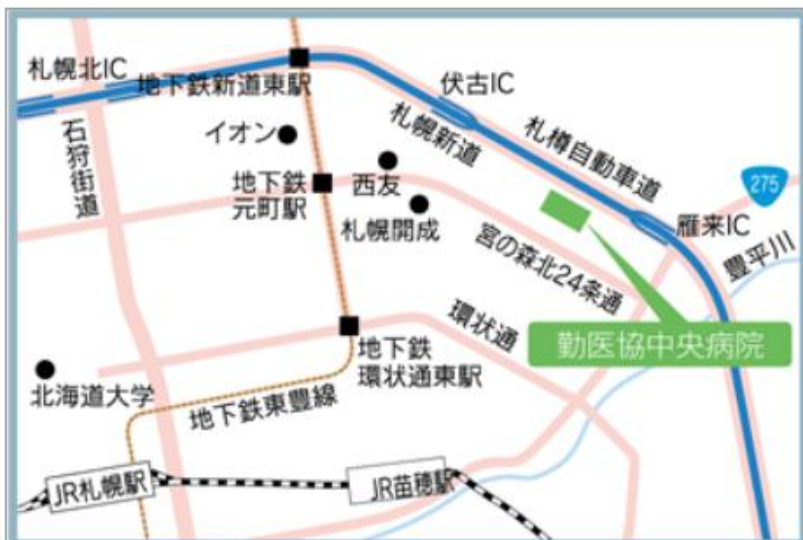 札幌北IC
地下鉄新道東駅
伏古IC
石狩街道
イオン
札幌新道
札樽自動車道
275
地下鉄
元町駅
西友
札幌開成
雁来IC
宮の森北24条通
豊平川
環状通
勤医協中央病院
地下鉄
環状通東駅
北海道大学
地下鉄東豊線
JR札幌駅
JR苗穂駅